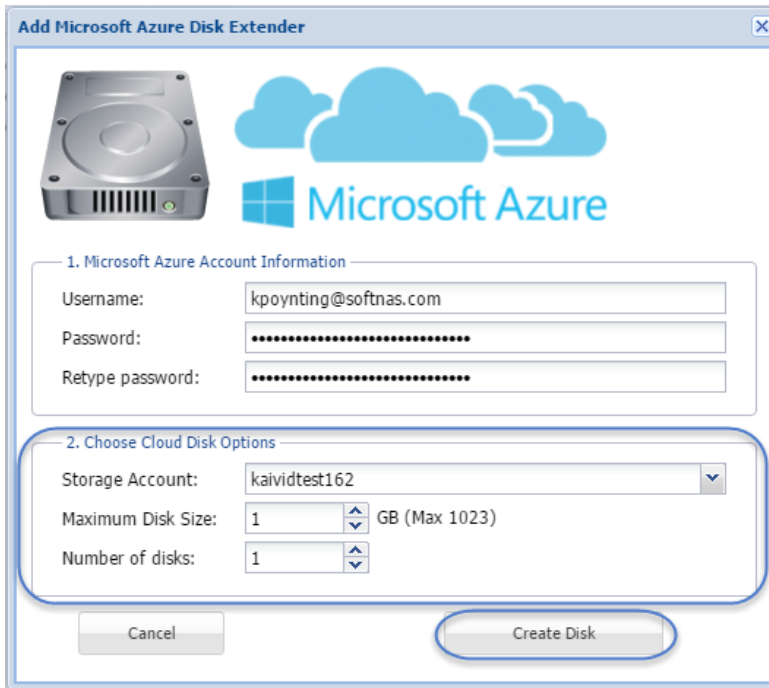 Add Microsoft Azure Disk Extender
Microsoft Azure
1. Microsoft Azure Account Information
Username: kpoynting@softnas.com
Password: ••••••••••••••••••••••••••••••
Retype password: ••••••••••••••••••••••••••••••
2. Choose Cloud Disk Options
Storage Account: kaividtest162
Maximum Disk Size: 1 GB (Max 1023)
Number of disks: 1
Cancel Create Disk